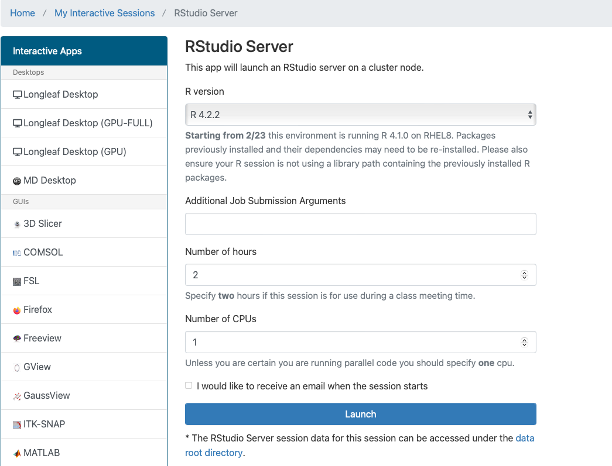 Home / My Interactive Sessions / RStudio Server
Interactive Apps
Desktops
Longleaf Desktop
Longleaf Desktop (GPU-FULL)
Longleaf Desktop (GPU)
MD Desktop
GUIs
3D Slicer
COMSOL
FSL
Firefox
Freeview
GView
GaussView
ITK-SNAP
MATLAB
RStudio Server
This app will launch an RStudio server on a cluster node.
R version
R 4.2.2
Starting from 2/23 this environment is running R 4.1.0 on RHEL8. Packages
previously installed and their dependencies may need to be re-installed. Please also
ensure your R session is not using a library path containing the previously installed R
packages.
Additional Job Submission Arguments
Number of hours
2
Specify two hours if this session is for use during a class meeting time.
Number of CPUs
1
Unless you are certain you are running parallel code you should specify one cpu.
I would like to receive an email when the session starts
Launch
* The RStudio Server session data for this session can be accessed under the data
root directory.